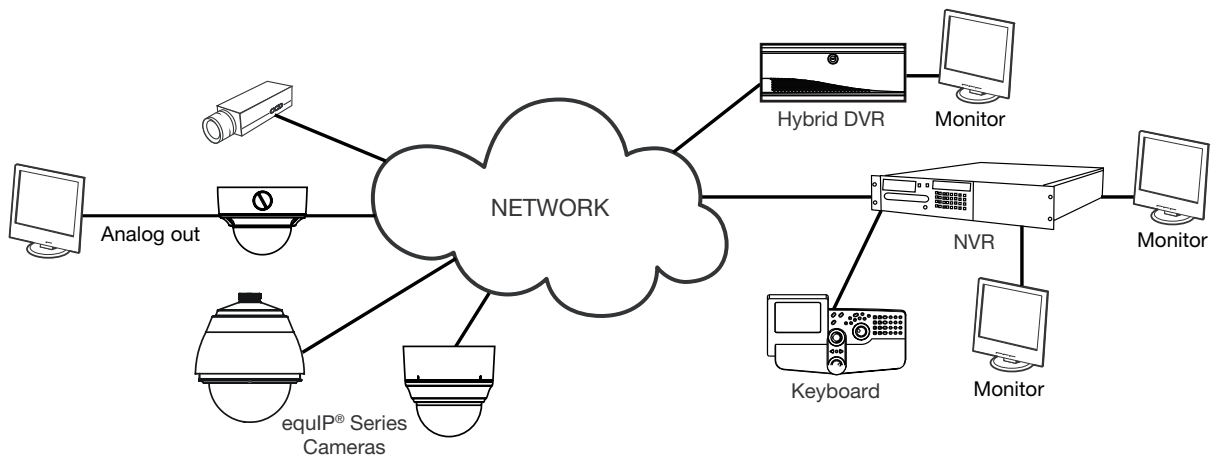 Hybrid DVR
Monitor
NETWORK
Analog out
NVR
Monitor
Keyboard
Monitor
equIP® Series
Cameras